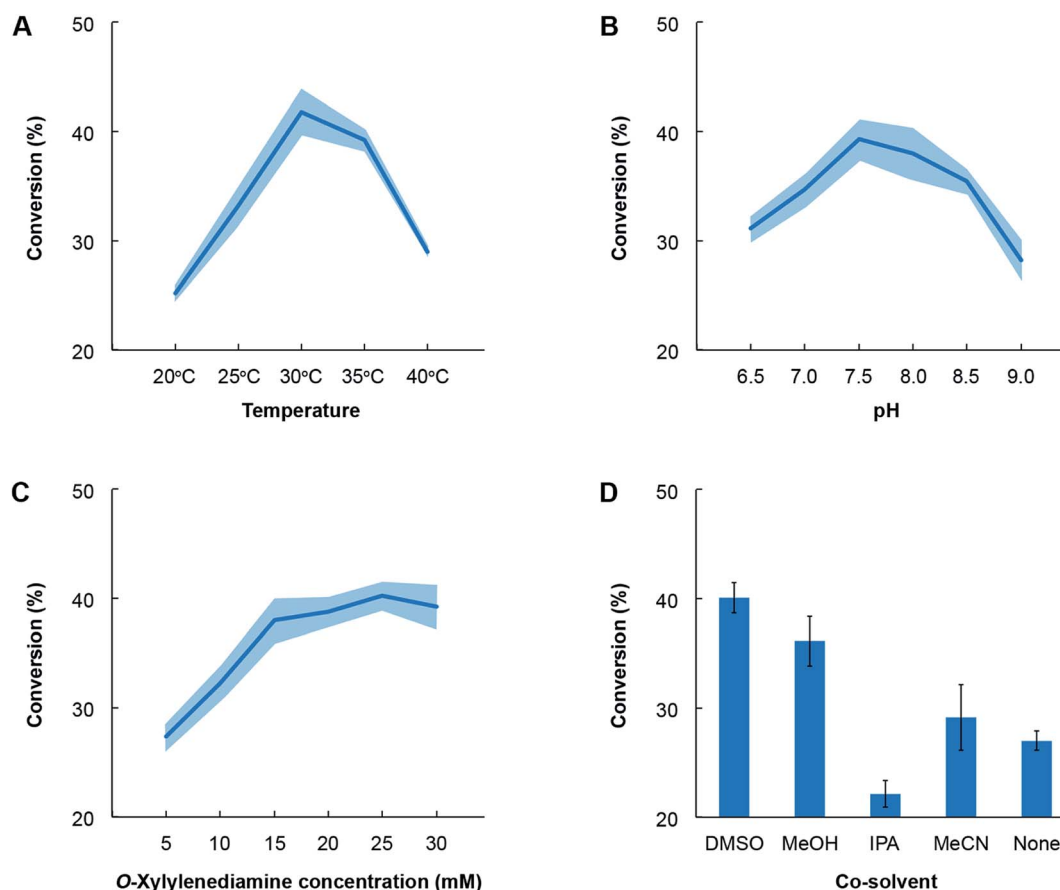 A
Conversion (%)
50
40
30
20
20°C 25°C 30°C 35°C 40°C
Temperature
B
Conversion (%)
50
40
30
20
6.5 7.0 7.5 8.0 8.5 9.0
pH
C
Conversion (%)
50
40
30
20
5 10 15 20 25 30
O-Xylylenediamine concentration (mM)
D
Conversion (%)
50
40
30
20
DMSO MeOH IPA MeCN None
Co-solvent